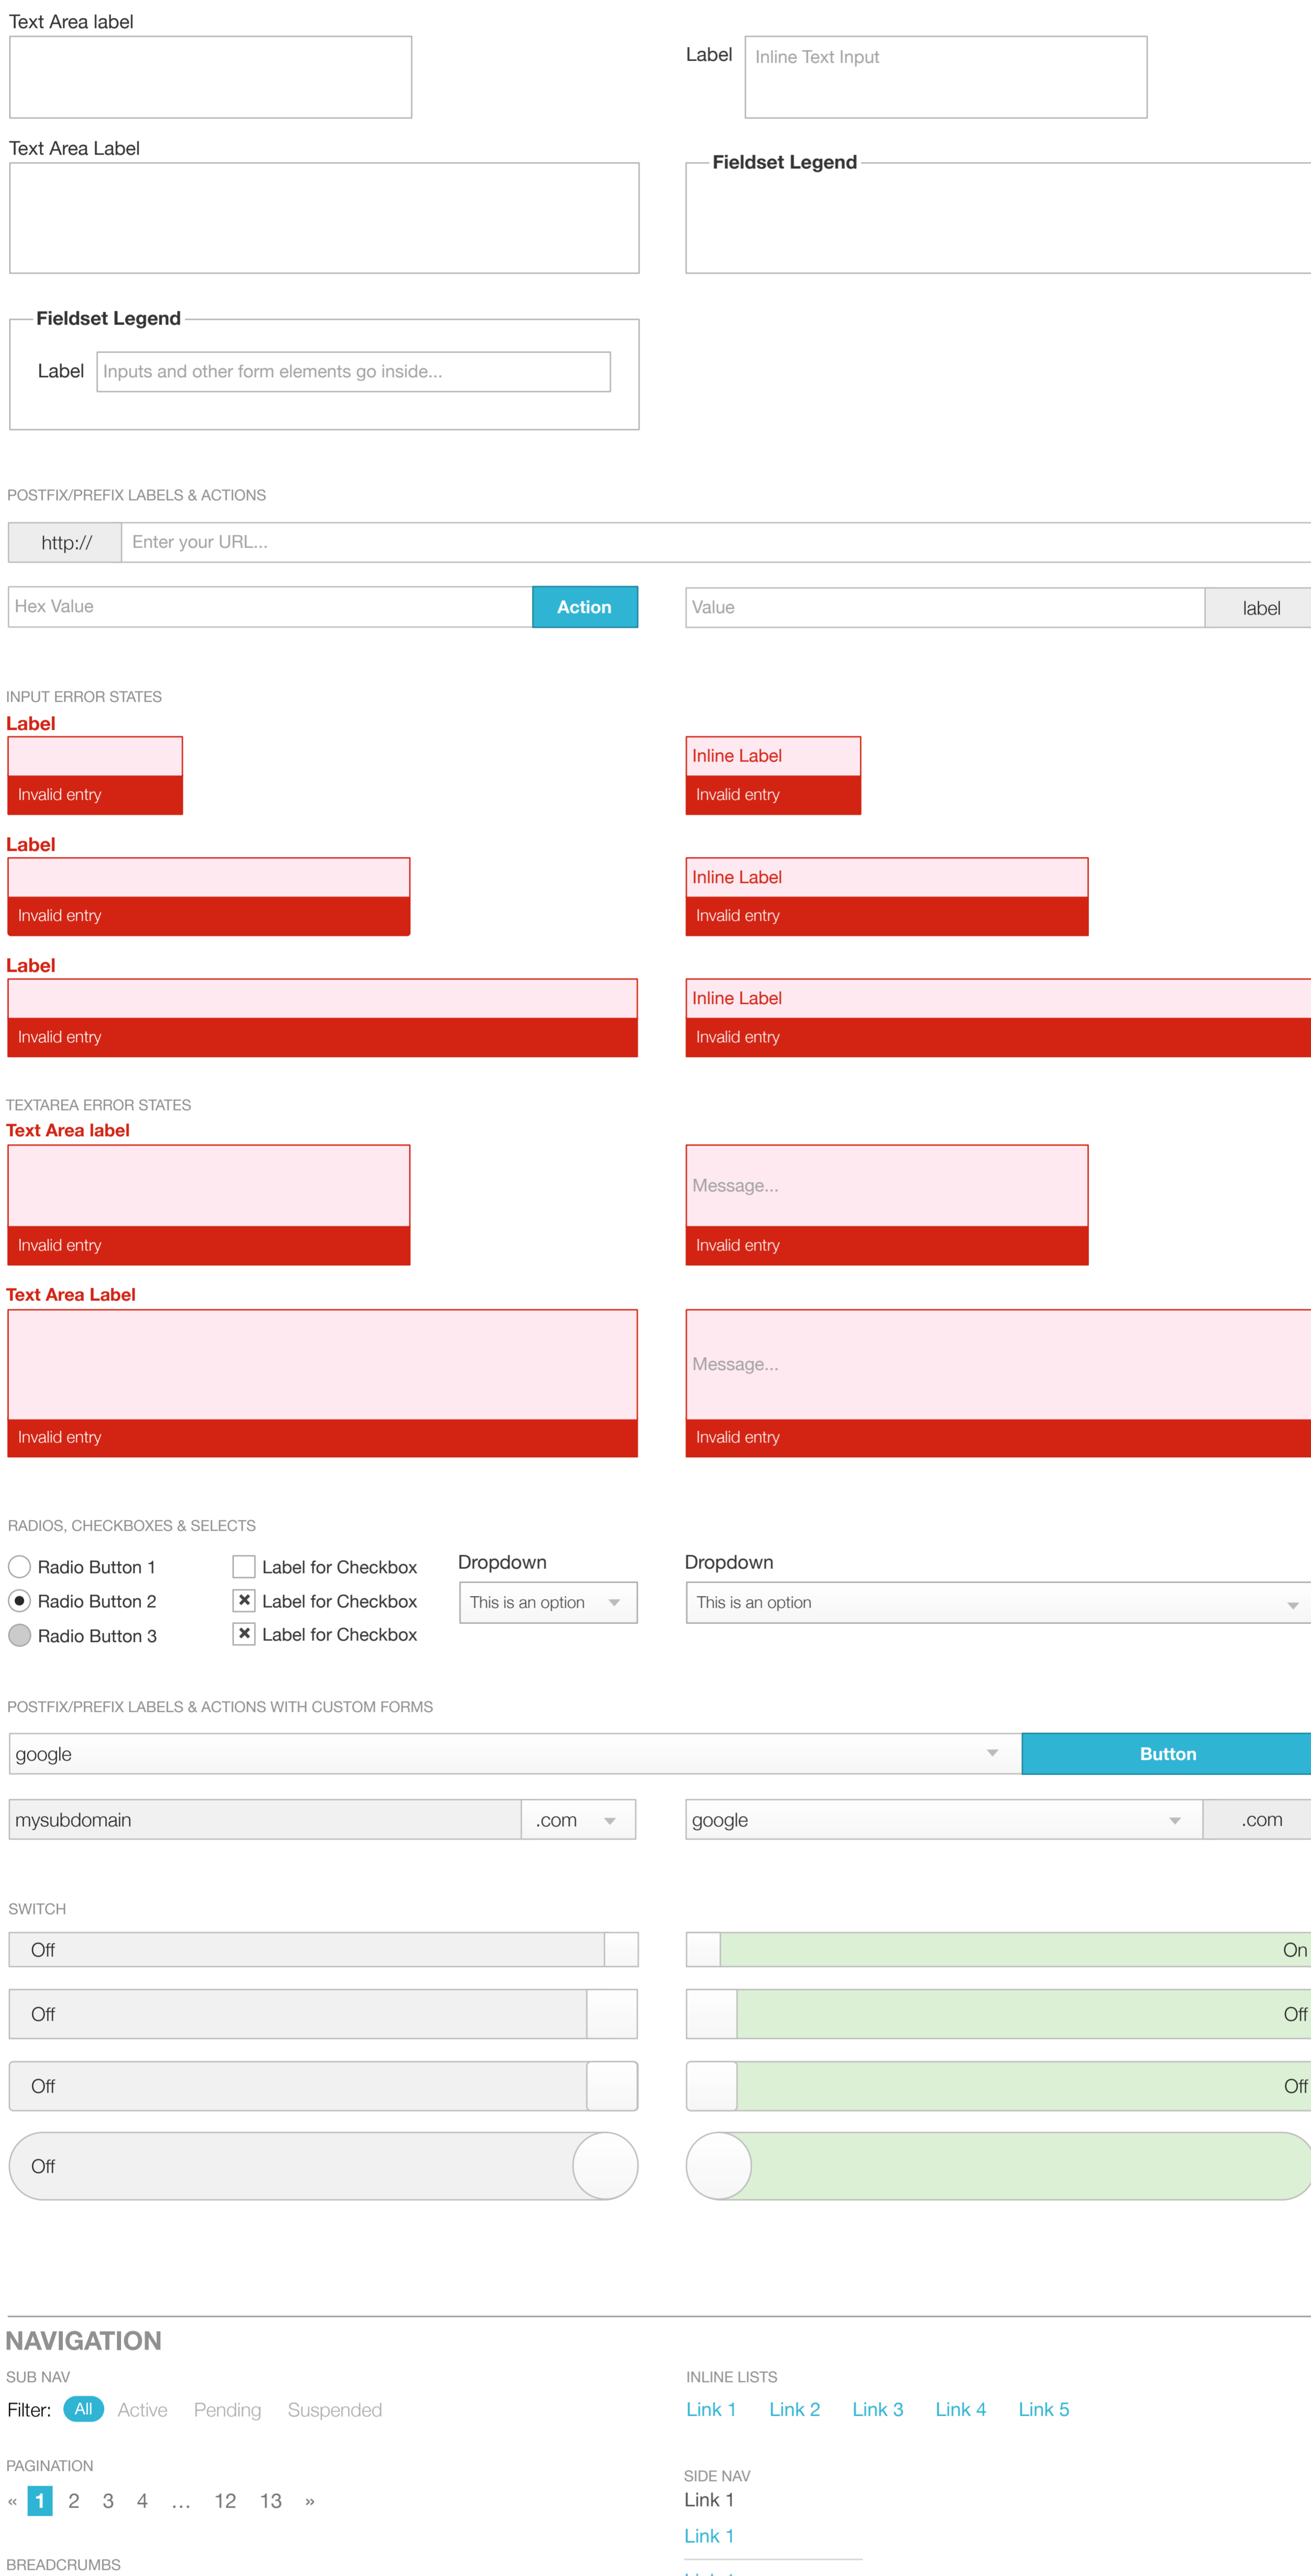 Text Area label
Label Inline Text Input
Text Area Label
Fieldset Legend
Fieldset Legend
Label Inputs and other form elements go inside...
POSTFIX/PREFIX LABELS & ACTIONS
http:// Enter your URL...
Hex Value Action Value label
INPUT ERROR STATES
Label
Inline Label
Invalid entry Invalid entry
Label
Inline Label
Invalid entry Invalid entry
Label
Inline Label
Invalid entry Invalid entry
TEXTAREA ERROR STATES
Text Area label
Message...
Invalid entry Invalid entry
Text Area Label
Message...
Invalid entry Invalid entry
RADIOS, CHECKBOXES & SELECTS
Radio Button 1 Label for Checkbox Dropdown Dropdown
Radio Button 2 Label for Checkbox This is an option This is an option
Radio Button 3 Label for Checkbox
POSTFIX/PREFIX LABELS & ACTIONS WITH CUSTOM FORMS
google Button
mysubdomain .com google .com
SWITCH
Off On
Off Off
Off Off
Off
NAVIGATION
SUB NAV INLINE LISTS
Filter: All Active Pending Suspended Link 1 Link 2 Link 3 Link 4 Link 5
PAGINATION
SIDE NAV
« 1 2 3 4 ... 12 13 » Link 1
Link 1
BREADCRUMBS